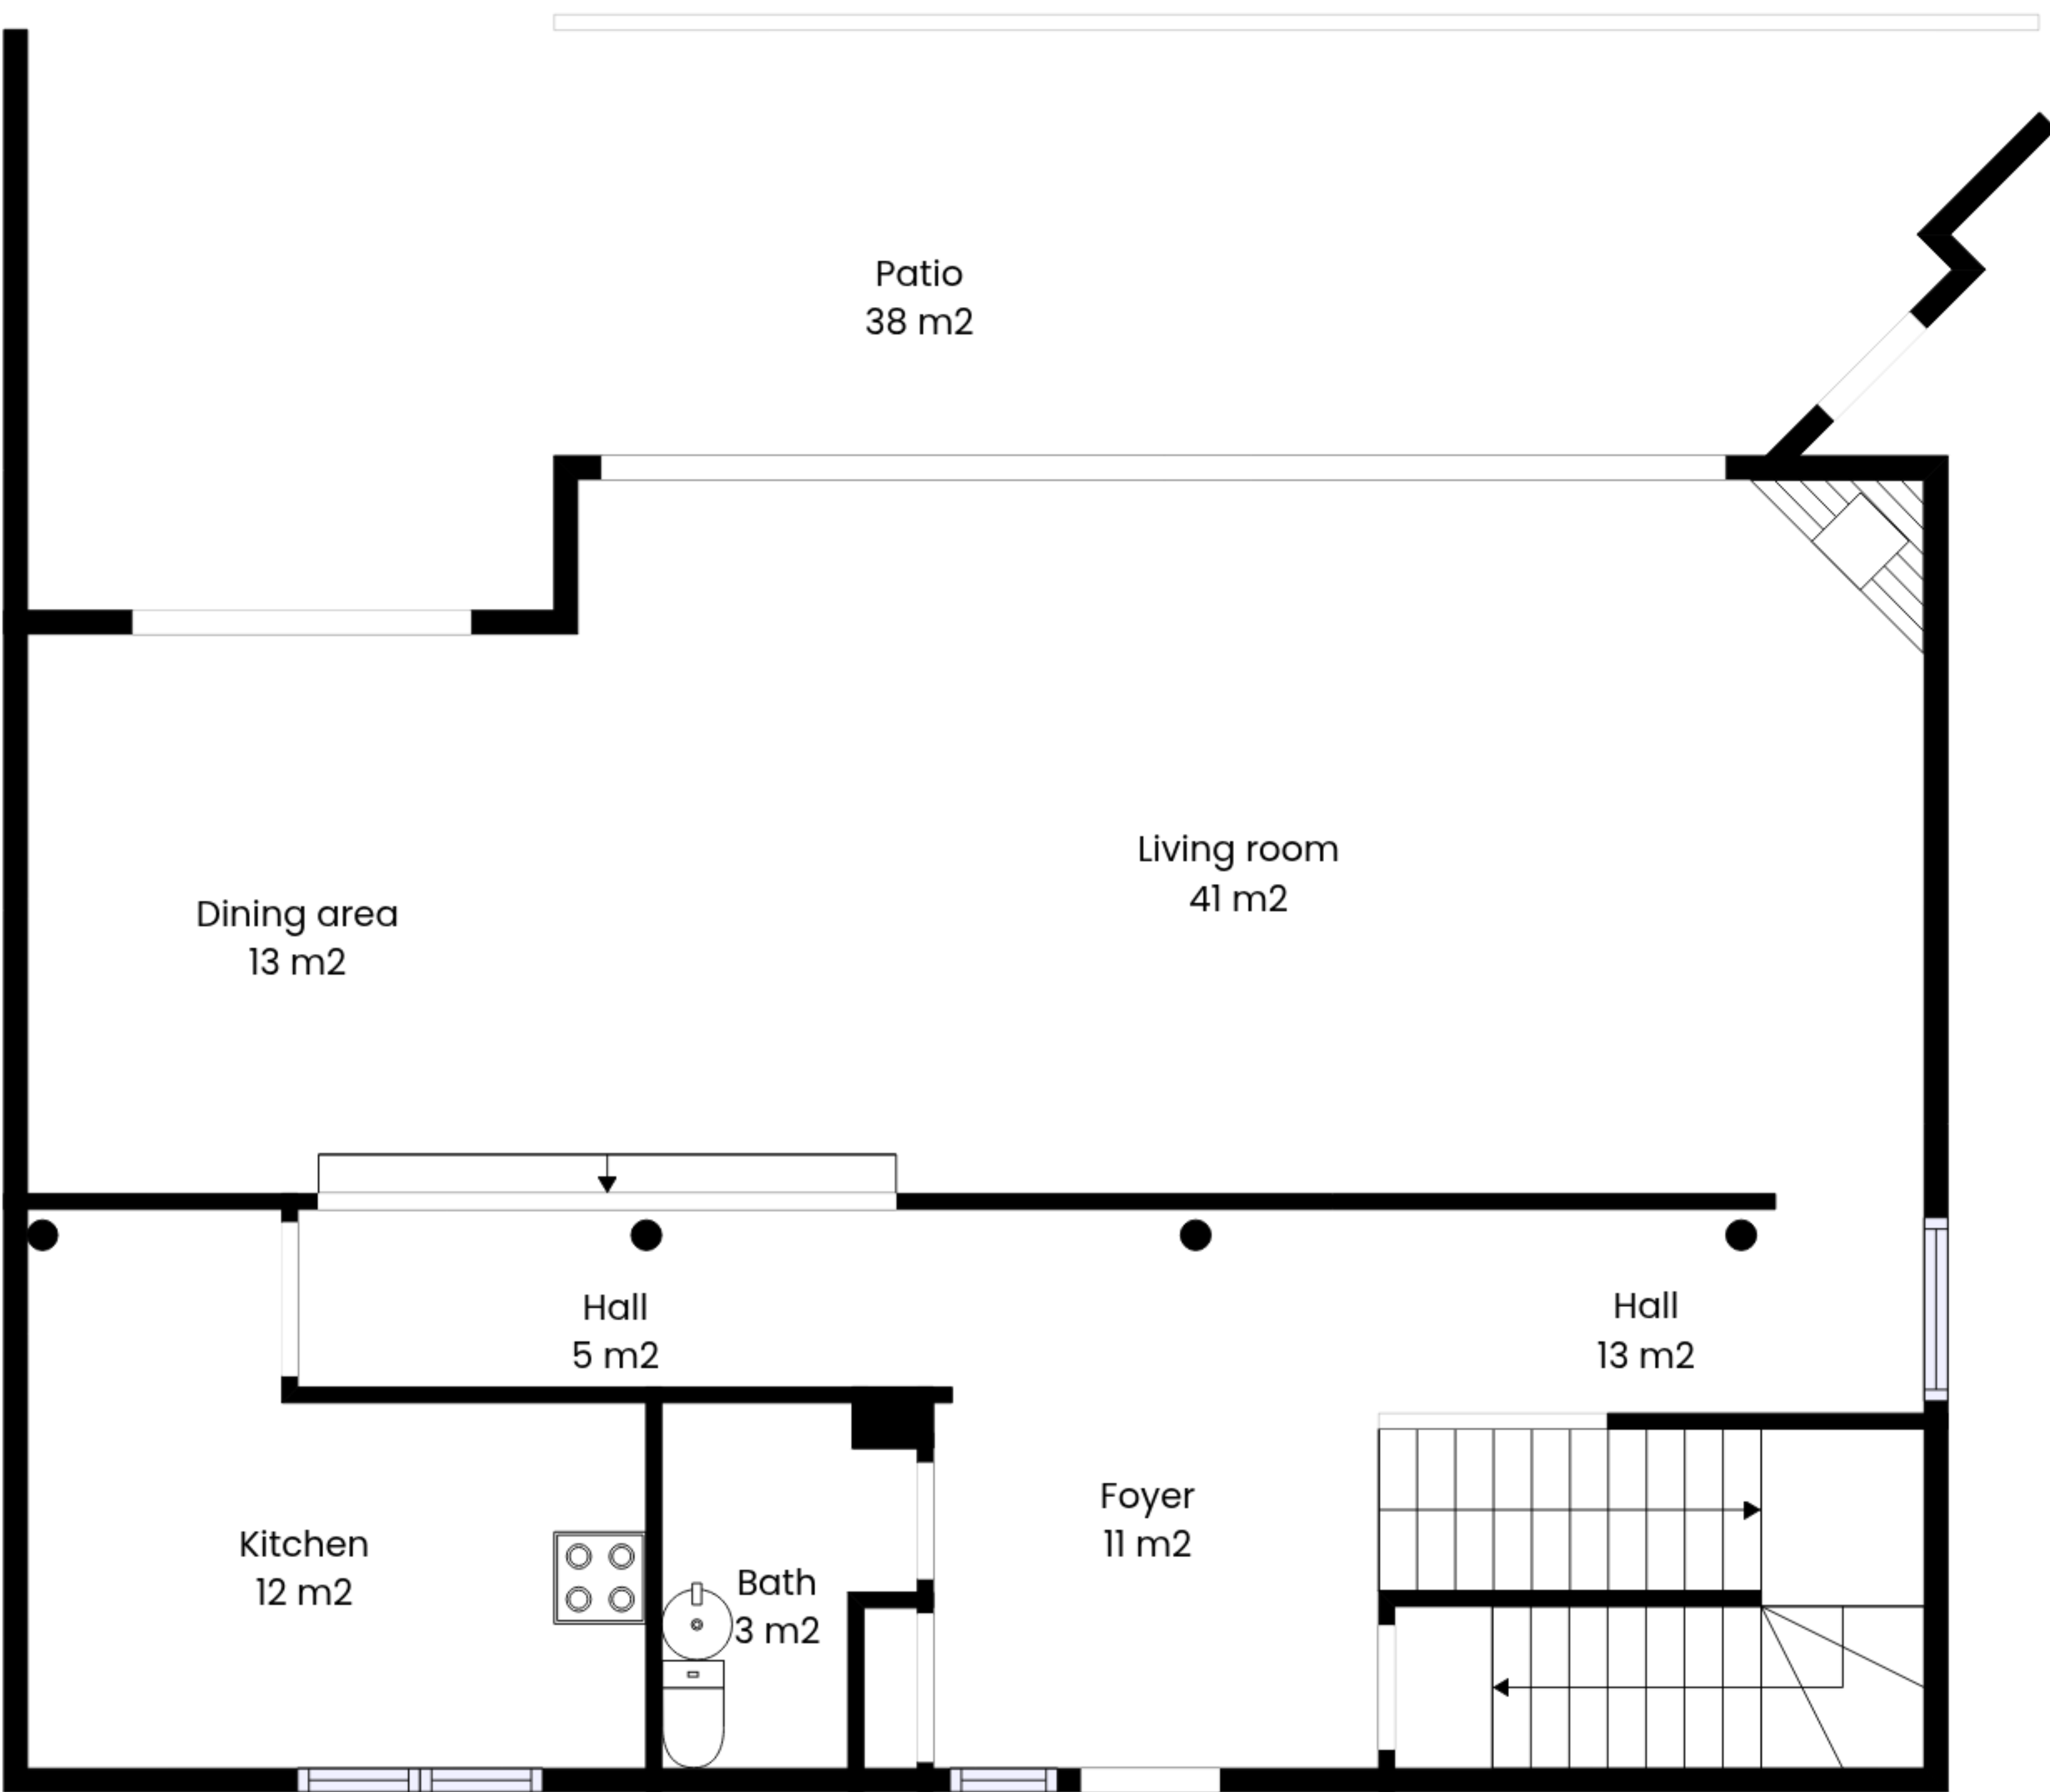 Patio
38 m2
Living room
41 m2
Dining area
13 m2
Hall
5 m2
Hall
13 m2
Foyer
11 m2
Kitchen
12 m2
Bath
3 m2